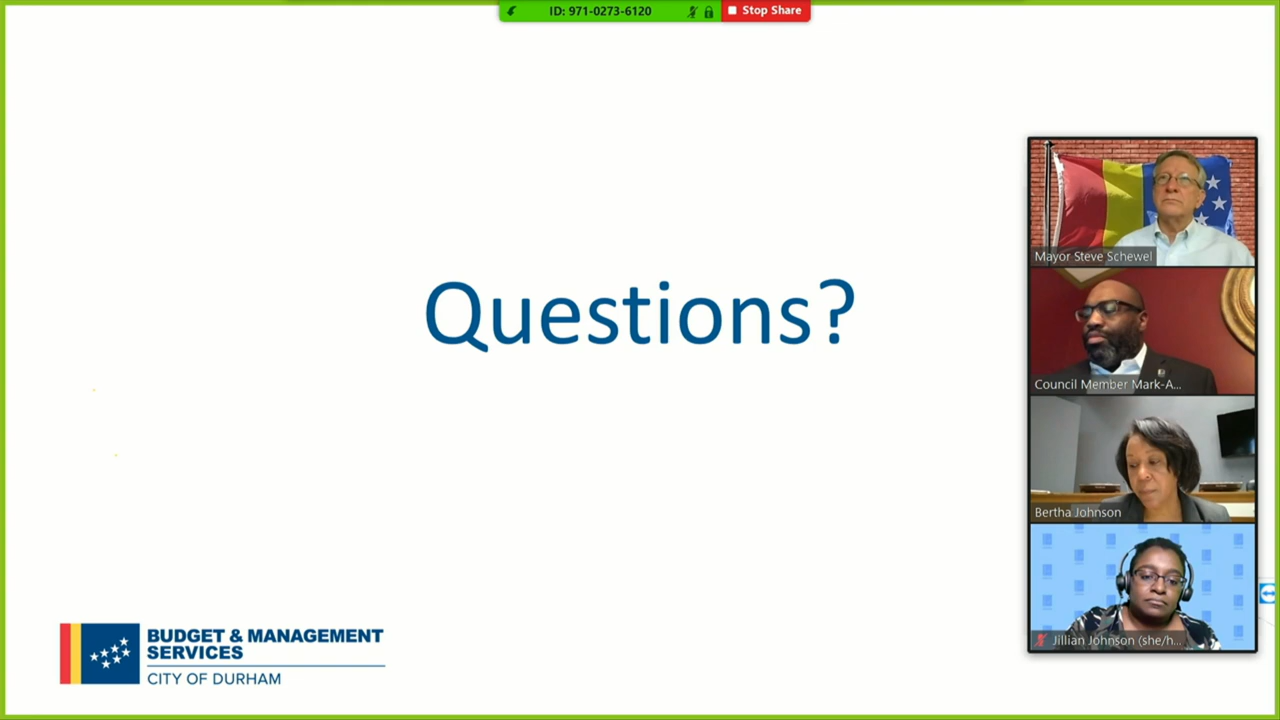 ID: 971-0273-6120
Stop Share
Mayor Steve Schewel
Questions?
Council Member Mark-A...
Bertha Johnson
Jillian Johnson (she/h...
BUDGET & MANAGEMENT
SERVICES
CITY OF DURHAM